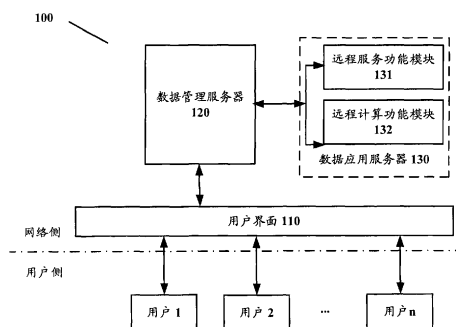 100
数据管理服务器
120
远程服务功能模块
131
远程计算功能模块
132
数据应用服务器 130
用户界面 110
网络侧
用户侧
用户 1
用户 2
...
用户n